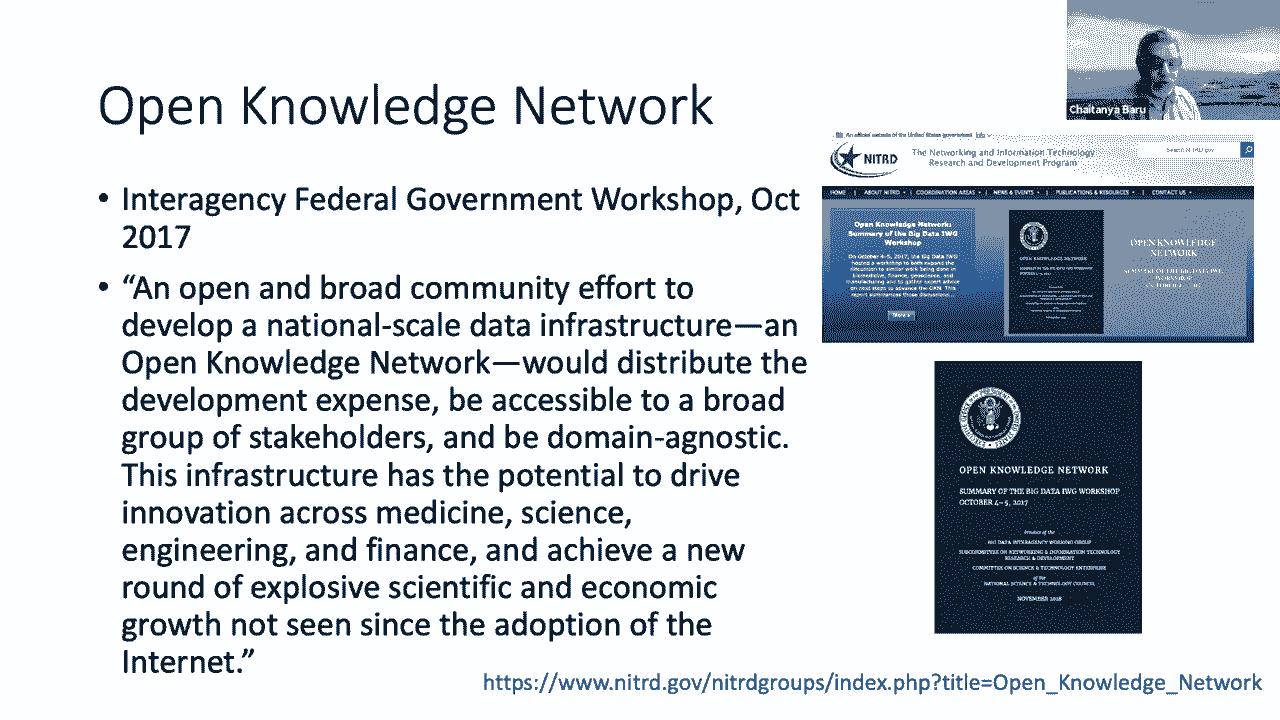 Chaitanya Baru
Open Knowledge Network
• Interagency Federal Government Workshop, Oct
2017
• “An open and broad community effort to
develop a national-scale data infrastructure—an
Open Knowledge Network—would distribute the
development expense, be accessible to a broad
group of stakeholders, and be domain-agnostic.
This infrastructure has the potential to drive
innovation across medicine, science,
engineering, and finance, and achieve a new
round of explosive scientific and economic
growth not seen since the adoption of the
Internet.”
An official website of the United States government
NITRD
The Networking and Information Technology
Research and Development Program
Search NITRD.gov
HOME | ABOUT NITRD | COORDINATION AREAS | NEWS & EVENTS | PUBLICATIONS & RESOURCES | CONTACT US
Open Knowledge Network:
Summary of the Big Data IWG
Workshop
On October 4-5, 2017, the Big Data IWG
hosted a workshop to both expand the
discussion to similar work being done in
biomedicine, finance, geoscience, and
manufacturing and to gather expert advice
on next steps to advance the OKN. This
report summarizes those discussions...
More
OPEN KNOWLEDGE
NETWORK
SUMMARY OF THE BIG DATA IWG
WORKSHOP
OPEN KNOWLEDGE NETWORK
SUMMARY OF THE BIG DATA IWG WORKSHOP
OCTOBER 4–5, 2017
Product of the
BIG DATA INTERAGENCY WORKING GROUP
SUBCOMMITTEE ON NETWORKING & INFORMATION TECHNOLOGY
RESEARCH & DEVELOPMENT
COMMITTEE ON SCIENCE & TECHNOLOGY ENTERPRISE
of the
NATIONAL SCIENCE & TECHNOLOGY COUNCIL
NOVEMBER 2018
https://www.nitrd.gov/nitrdgroups/index.php?title=Open_Knowledge_Network